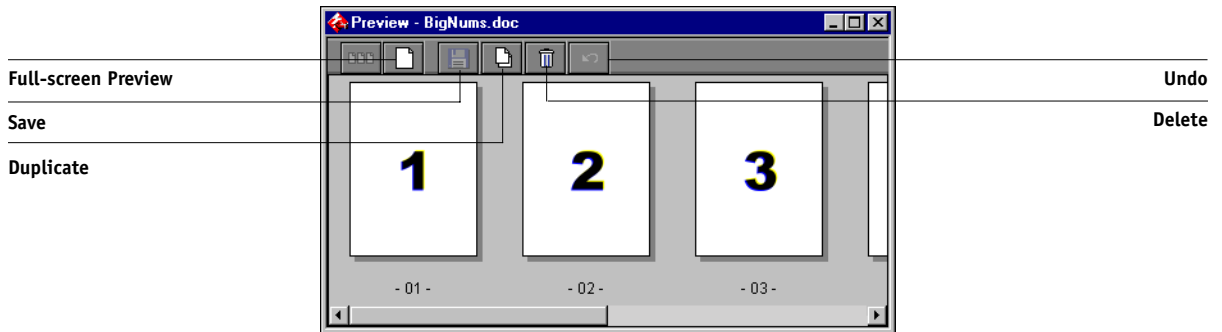 Preview - BigNums.doc
Full-screen Preview
Undo
Save
Delete
Duplicate
1 2 3
- 01 - - 02 - - 03 -